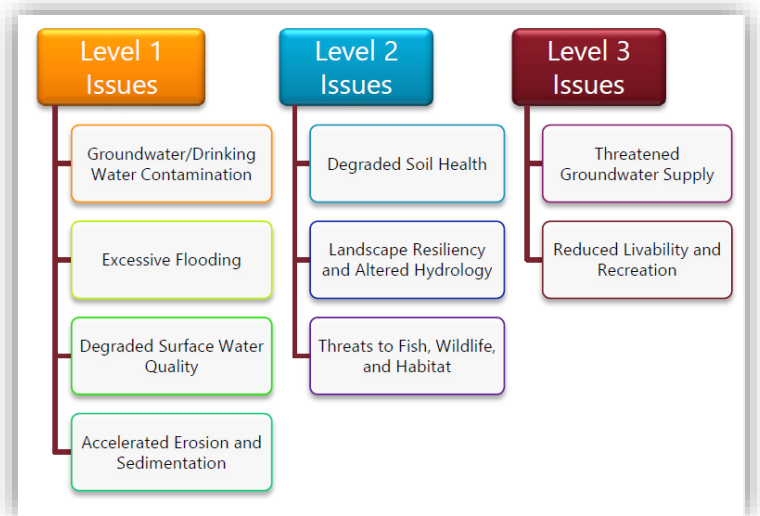 Level 1
Issues
Groundwater/Drinking
Water Contamination
Excessive Flooding
Degraded Surface Water
Quality
Accelerated Erosion and
Sedimentation
Level 2
Issues
Degraded Soil Health
Landscape Resiliency
and Altered Hydrology
Threats to Fish, Wildlife,
and Habitat
Level 3
Issues
Threatened
Groundwater Supply
Reduced Livability and
Recreation